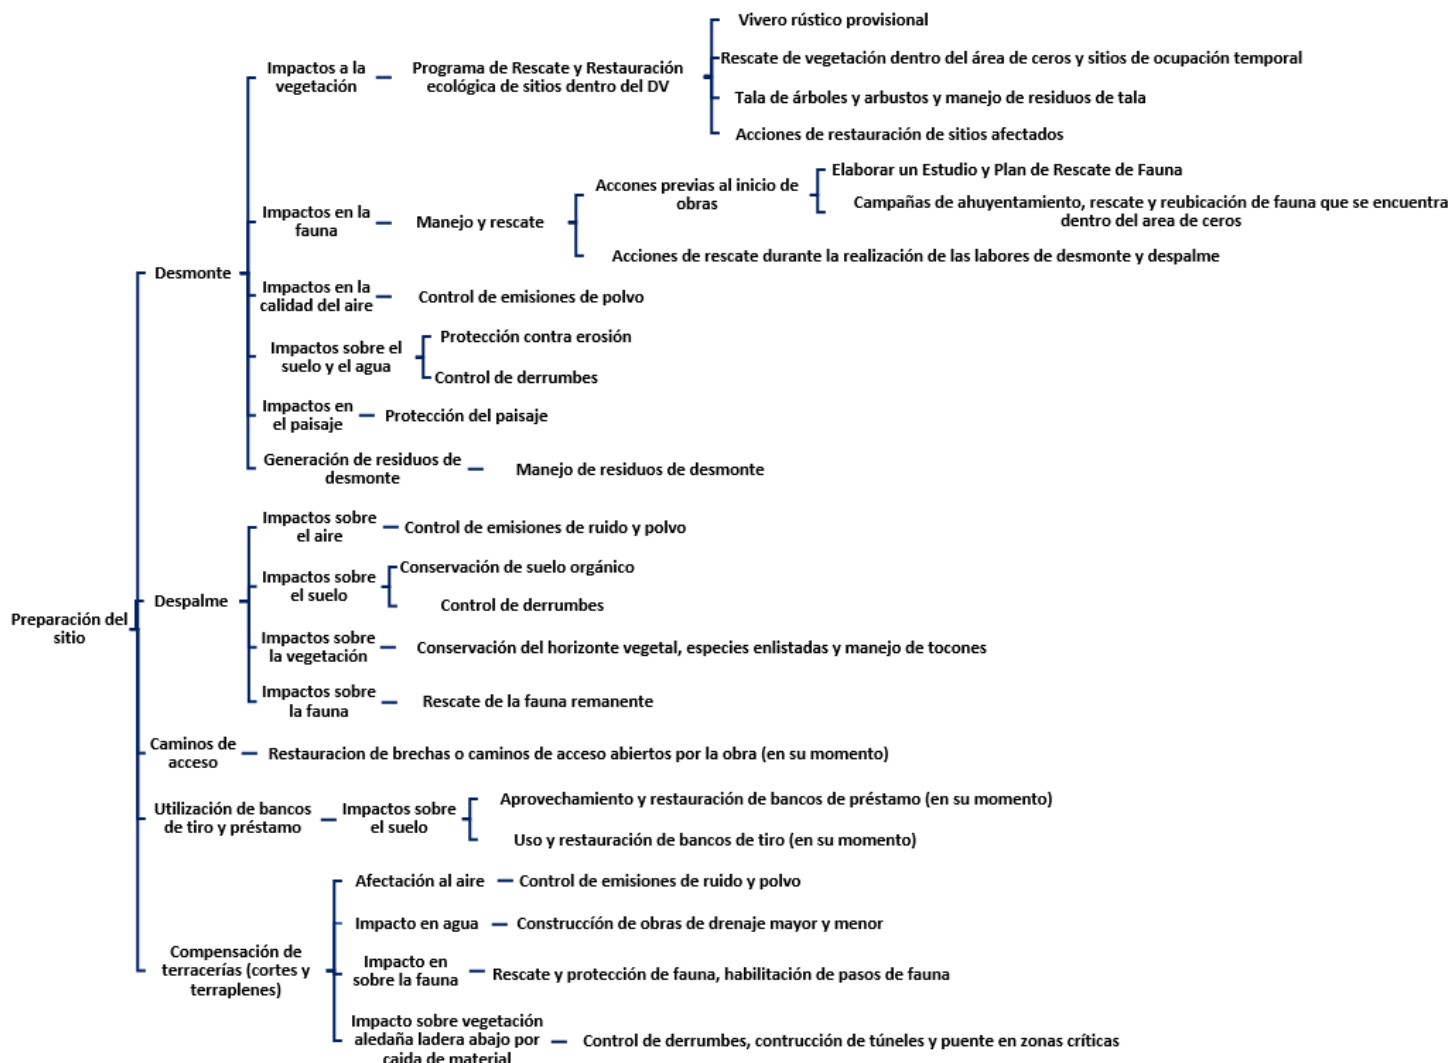 Preparación del
sitio
Desmonte
Impactos a la
vegetación
Programa de Rescate y Restauración
ecológica de sitios dentro del DV
Vivero rústico provisional
Rescate de vegetación dentro del área de ceros y sitios de ocupación temporal
Tala de árboles y arbustos y manejo de residuos de tala
Acciones de restauración de sitios afectados
Impactos en la
fauna
Manejo y rescate
Accones previas al inicio de
obras
Elaborar un Estudio y Plan de Rescate de Fauna
Campañas de ahuyentamiento, rescate y reubicación de fauna que se encuentra
dentro del area de ceros
Acciones de rescate durante la realización de las labores de desmonte y despalme
Impactos en la
calidad del aire
Control de emisiones de polvo
Impactos sobre el
suelo y el agua
Protección contra erosión
Control de derrumbes
Impactos en
el paisaje
Protección del paisaje
Generación de residuos de
desmonte
Manejo de residuos de desmonte
Despalme
Impactos sobre
el aire
Control de emisiones de ruido y polvo
Impactos sobre
el suelo
Conservación de suelo orgánico
Control de derrumbes
Impactos sobre
la vegetación
Conservación del horizonte vegetal, especies enlistadas y manejo de tocones
Impactos sobre
la fauna
Rescate de la fauna remanente
Caminos de
acceso
Restauracion de brechas o caminos de acceso abiertos por la obra (en su momento)
Utilización de bancos
de tiro y préstamo
Impactos sobre
el suelo
Aprovechamiento y restauración de bancos de préstamo (en su momento)
Uso y restauración de bancos de tiro (en su momento)
Compensación de
terracerías (cortes y
terraplenes)
Afectación al aire
Control de emisiones de ruido y polvo
Impacto en agua
Construcciín de obras de drenaje mayor y menor
Impacto en
sobre la fauna
Rescate y protección de fauna, habilitación de pasos de fauna
Impacto sobre vegetación
aledaña ladera abajo por
caida de material
Control de derrumbes, contrucción de túneles y puente en zonas críticas